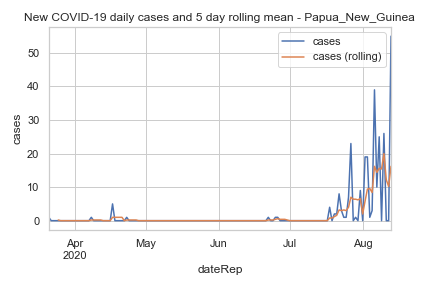 New COVID-19 daily cases and 5 day rolling mean - Papua_New_Guinea
cases
cases (rolling)
50
40
30
20
10
0
cases
Apr
2020
May
Jun
Jul
Aug
dateRep